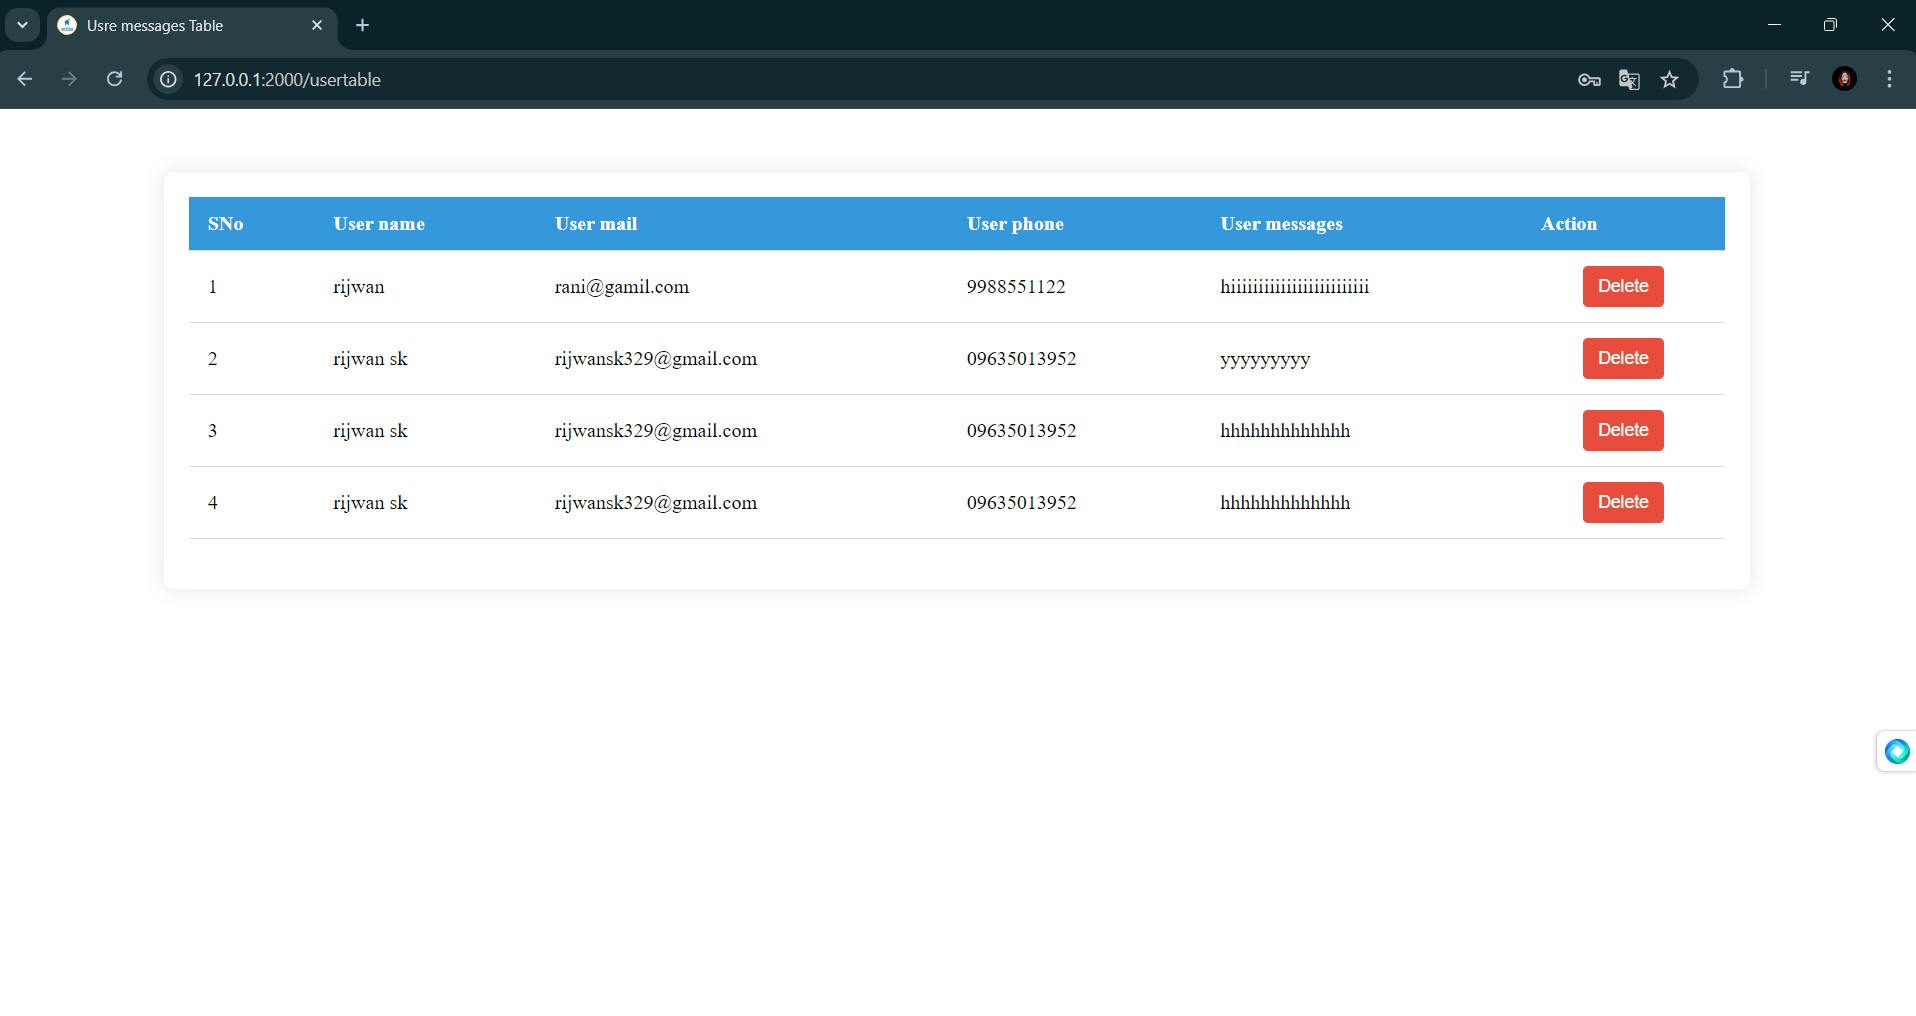 Usre messages Table
127.0.0.1:2000/usertable
SNo User name User mail User phone User messages Action
1 rijwan rani@gamil.com 9988551122 hiiiiiiiiiiiiiiiiiiiiiiiii Delete
2 rijwan sk rijwansk329@gmail.com 09635013952 yyyyyyyyy Delete
3 rijwan sk rijwansk329@gmail.com 09635013952 hhhhhhhhhhhhh Delete
4 rijwan sk rijwansk329@gmail.com 09635013952 hhhhhhhhhhhhh Delete